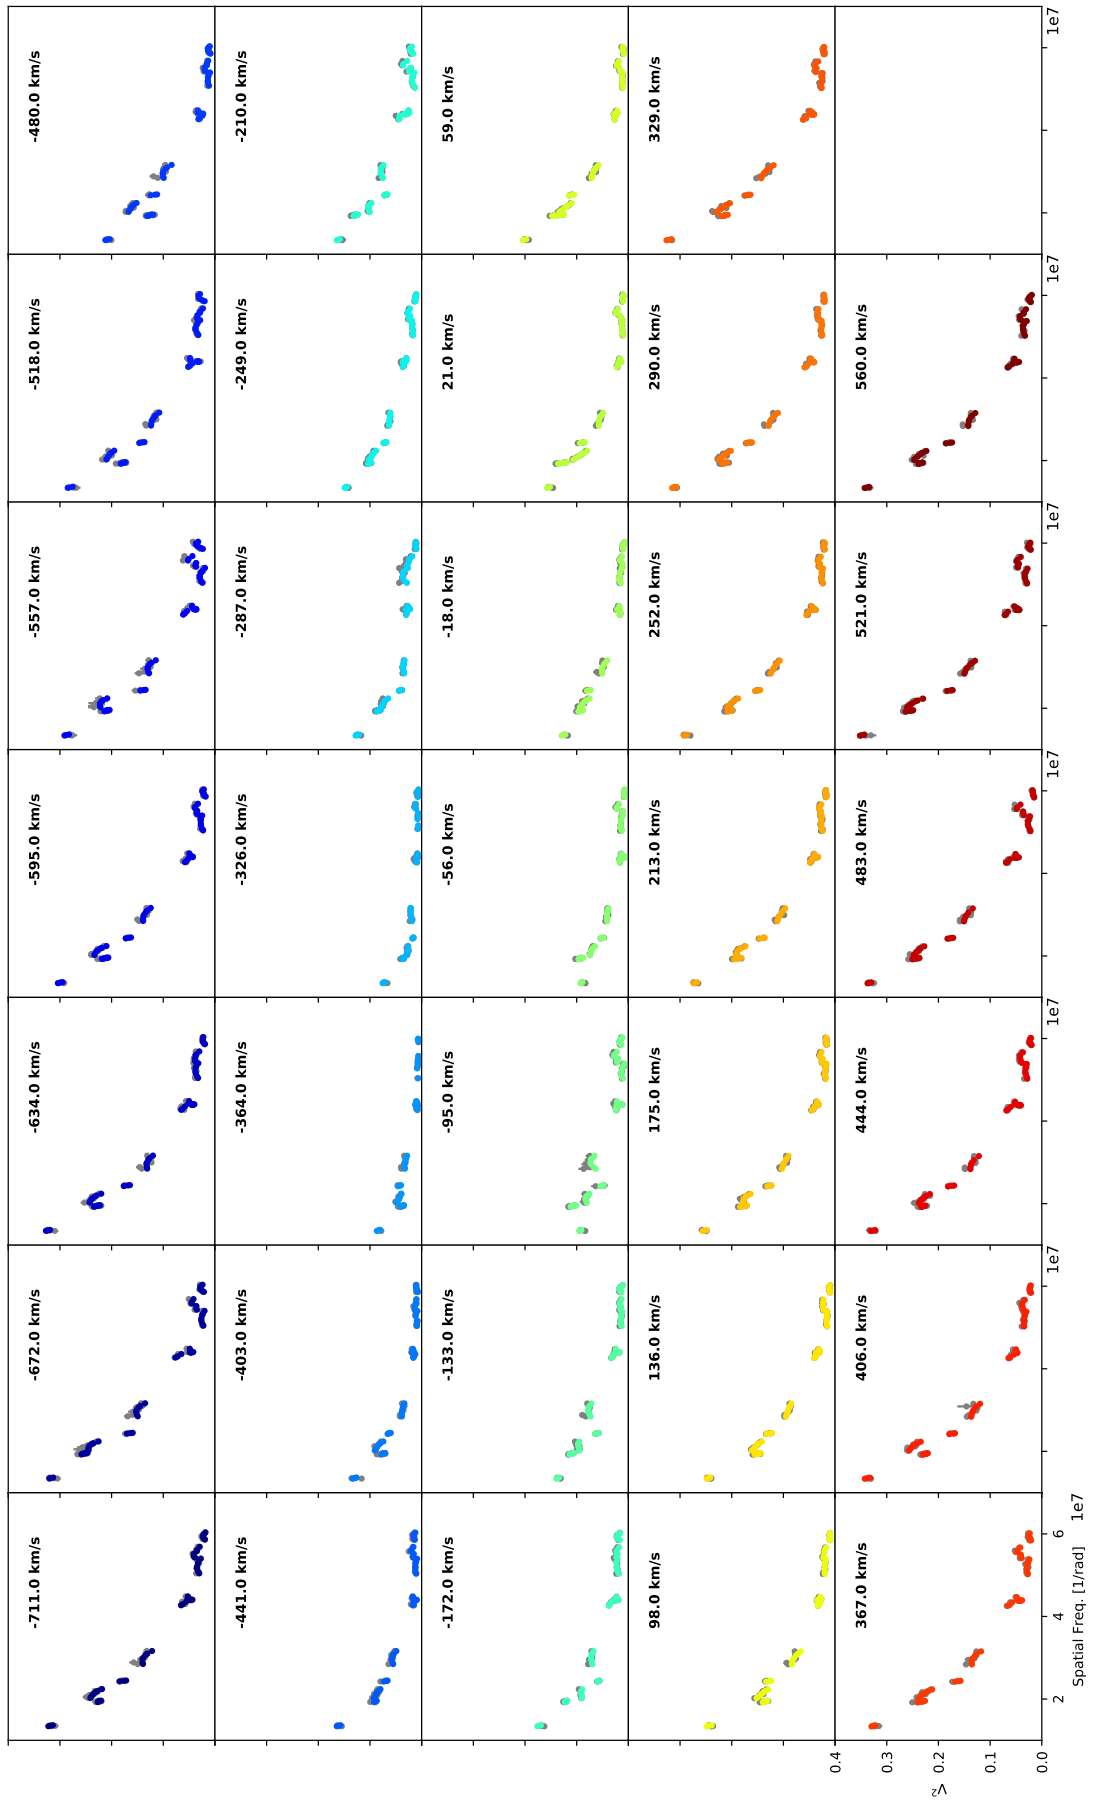 -711.0 km/s
-672.0 km/s
-634.0 km/s
-595.0 km/s
-557.0 km/s
-518.0 km/s
-480.0 km/s
-441.0 km/s
-403.0 km/s
-364.0 km/s
-326.0 km/s
-287.0 km/s
-249.0 km/s
-210.0 km/s
-172.0 km/s
-133.0 km/s
-95.0 km/s
-56.0 km/s
-18.0 km/s
21.0 km/s
59.0 km/s
98.0 km/s
136.0 km/s
175.0 km/s
213.0 km/s
252.0 km/s
290.0 km/s
329.0 km/s
367.0 km/s
406.0 km/s
444.0 km/s
483.0 km/s
521.0 km/s
560.0 km/s
0.4
0.3
0.2
0.1
0.0
V²
2 4 6
1e7 1e7 1e7 1e7 1e7 1e7 1e7
Spatial Freq. [1/rad]